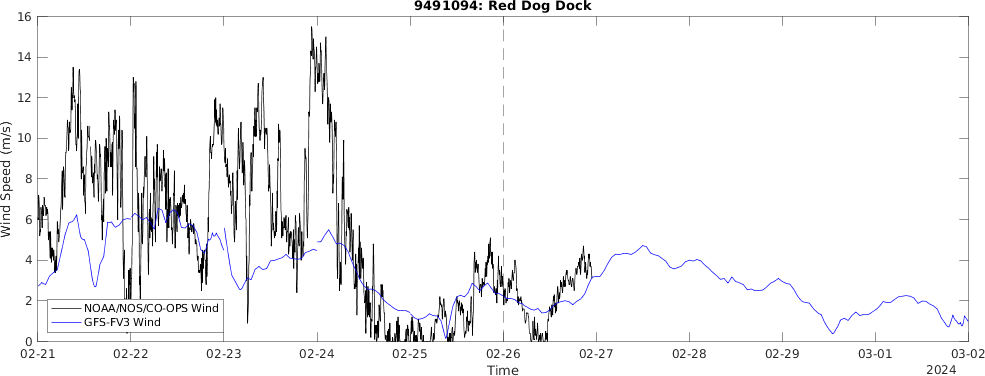 9491094: Red Dog Dock
Wind Speed (m/s)
16
14
12
10
8
6
4
2
0
NOAA/NOS/CO-OPS Wind
GFS-FV3 Wind
02-21 02-22 02-23 02-24 02-25 02-26 02-27 02-28 02-29 03-01 03-02
Time
2024